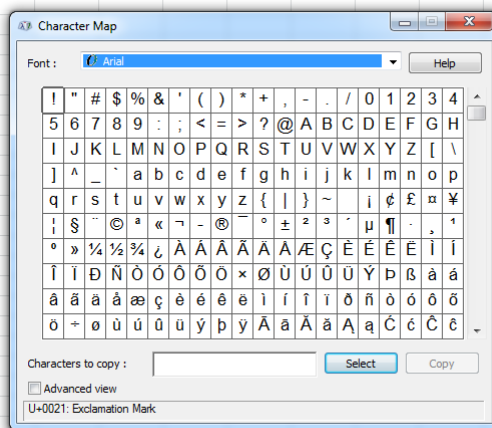 Character Map
Font : Arial Help
! " # $ % & ' ( ) * + , - . / 0 1 2 3 4
5 6 7 8 9 : ; < = > ? @ A B C D E F G H
I J K L M N O P Q R S T U V W X Y Z [ \
] ^ _ ` a b c d e f g h i j k l m n o p
q r s t u v w x y z { | } ~ ¡ ¢ £ ¤ ¥
¦ § ¨ © ª « ¬ - ® ¯ ° ± ² ³ ´ µ ¶ · ¸ ¹
º » ¼ ½ ¾ ¿ À Á Â Ã Ä Å Æ Ç È É Ê Ë Ì Í
Î Ï Ð Ñ Ò Ó Ô Õ Ö × Ø Ù Ú Û Ü Ý Þ ß à á
â ã ä å æ ç è é ê ë ì í î ï ð ñ ò ó ô õ
ö ÷ ø ù ú û ü ý þ ÿ Ā ā Ă ă Ą ą Ć ć Ĉ ĉ
Characters to copy : Select Copy
Advanced view
U+0021: Exclamation Mark